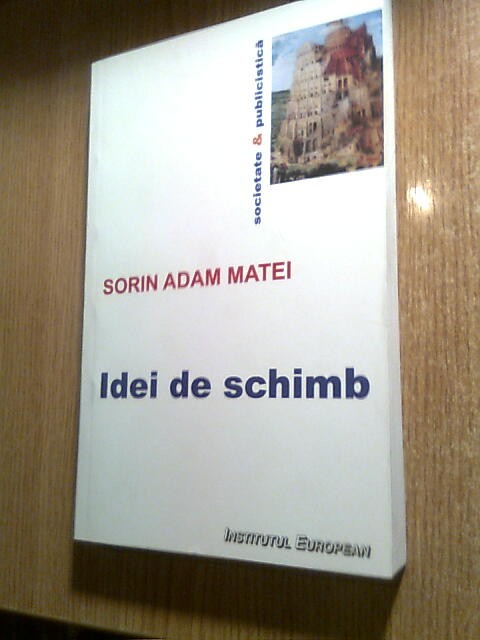 societate & publicistică
SORIN ADAM MATEI
Idei de schimb
INSTITUTUL EUROPEAN